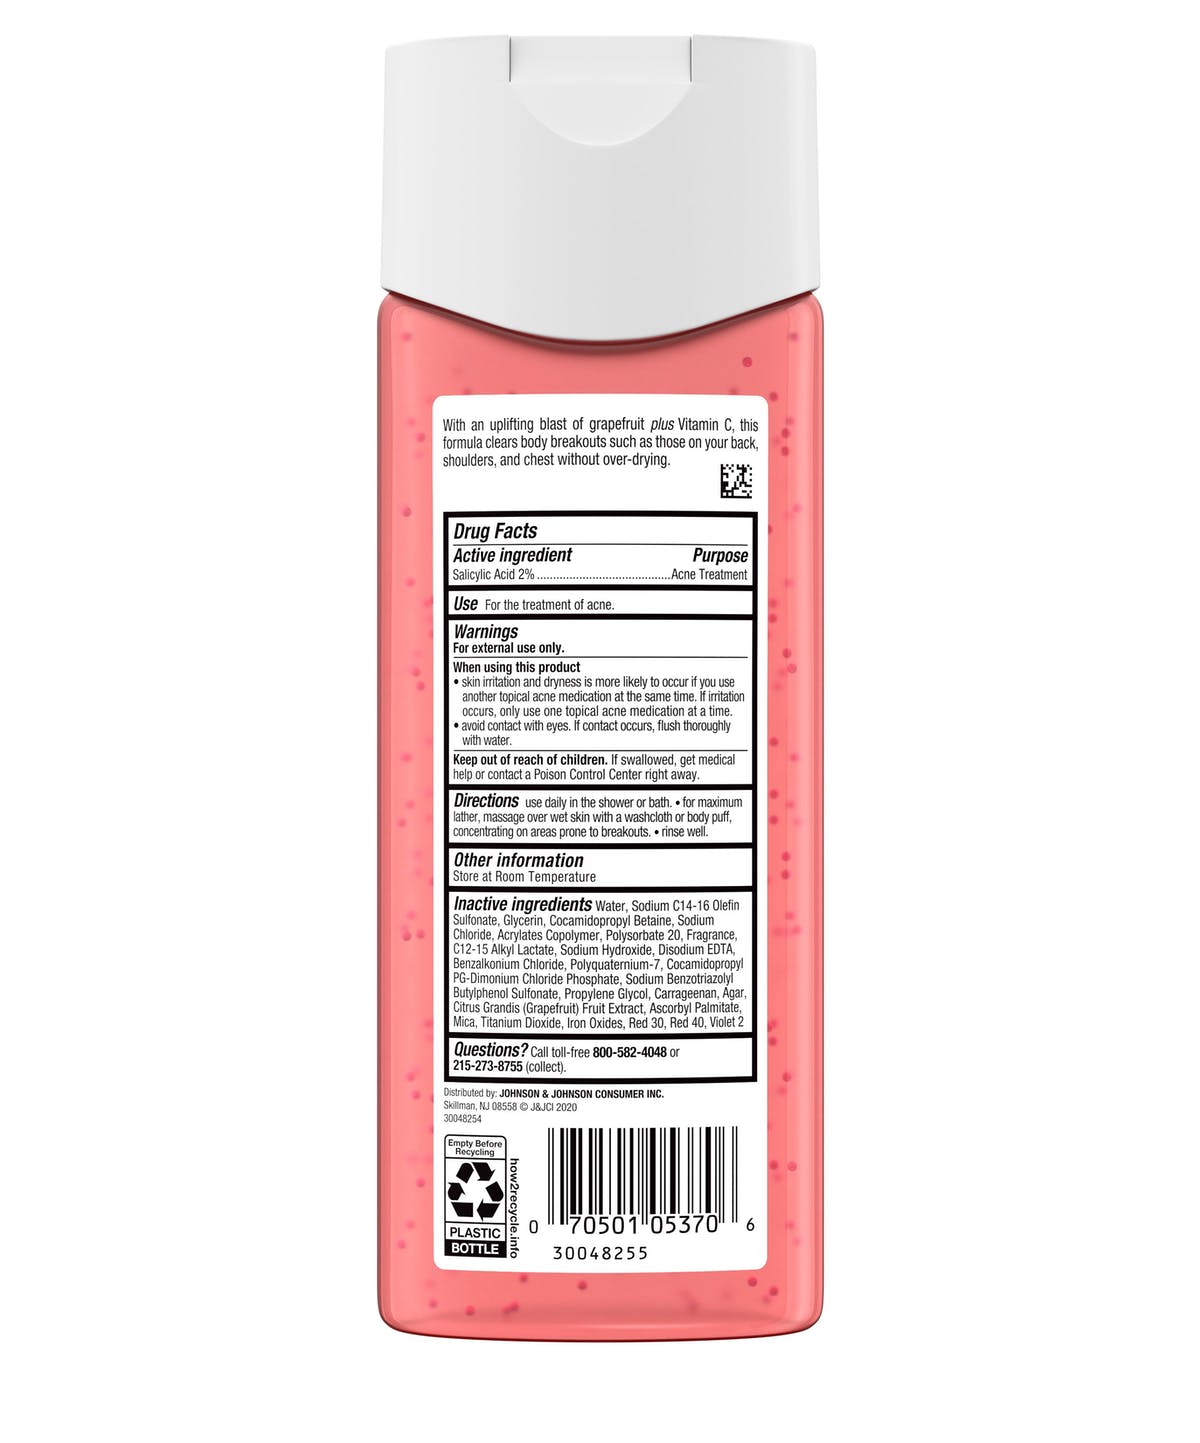 With an uplifting blast of grapefruit plus Vitamin C, this
formula clears body breakouts such as those on your back,
shoulders, and chest without over-drying.
Drug Facts
Active ingredient Purpose
Salicylic Acid 2%..........................................Acne Treatment
Use For the treatment of acne.
Warnings
For external use only.
When using this product
• skin irritation and dryness is more likely to occur if you use
another topical acne medication at the same time. If irritation
occurs, only use one topical acne medication at a time.
• avoid contact with eyes. If contact occurs, flush thoroughly
with water.
Keep out of reach of children. If swallowed, get medical
help or contact a Poison Control Center right away.
Directions use daily in the shower or bath. • for maximum
lather, massage over wet skin with a washcloth or body puff,
concentrating on areas prone to breakouts. • rinse well.
Other information
Store at Room Temperature
Inactive ingredients Water, Sodium C14-16 Olefin
Sulfonate, Glycerin, Cocamidopropyl Betaine, Sodium
Chloride, Acrylates Copolymer, Polysorbate 20, Fragrance,
C12-15 Alkyl Lactate, Sodium Hydroxide, Disodium EDTA,
Benzalkonium Chloride, Polyquaternium-7, Cocamidopropyl
PG-Dimonium Chloride Phosphate, Sodium Benzotriazolyl
Butylphenol Sulfonate, Propylene Glycol, Carrageenan, Agar,
Citrus Grandis (Grapefruit) Fruit Extract, Ascorbyl Palmitate,
Mica, Titanium Dioxide, Iron Oxides, Red 30, Red 40, Violet 2
Questions? Call toll-free 800-582-4048 or
215-273-8755 (collect).
Distributed by: JOHNSON & JOHNSON CONSUMER INC.
Skillman, NJ 08558 © J&JCI 2020
30048254
Empty Before
Recycling
PLASTIC
BOTTLE
how2recycle.info
0 70501 05370 6
30048255